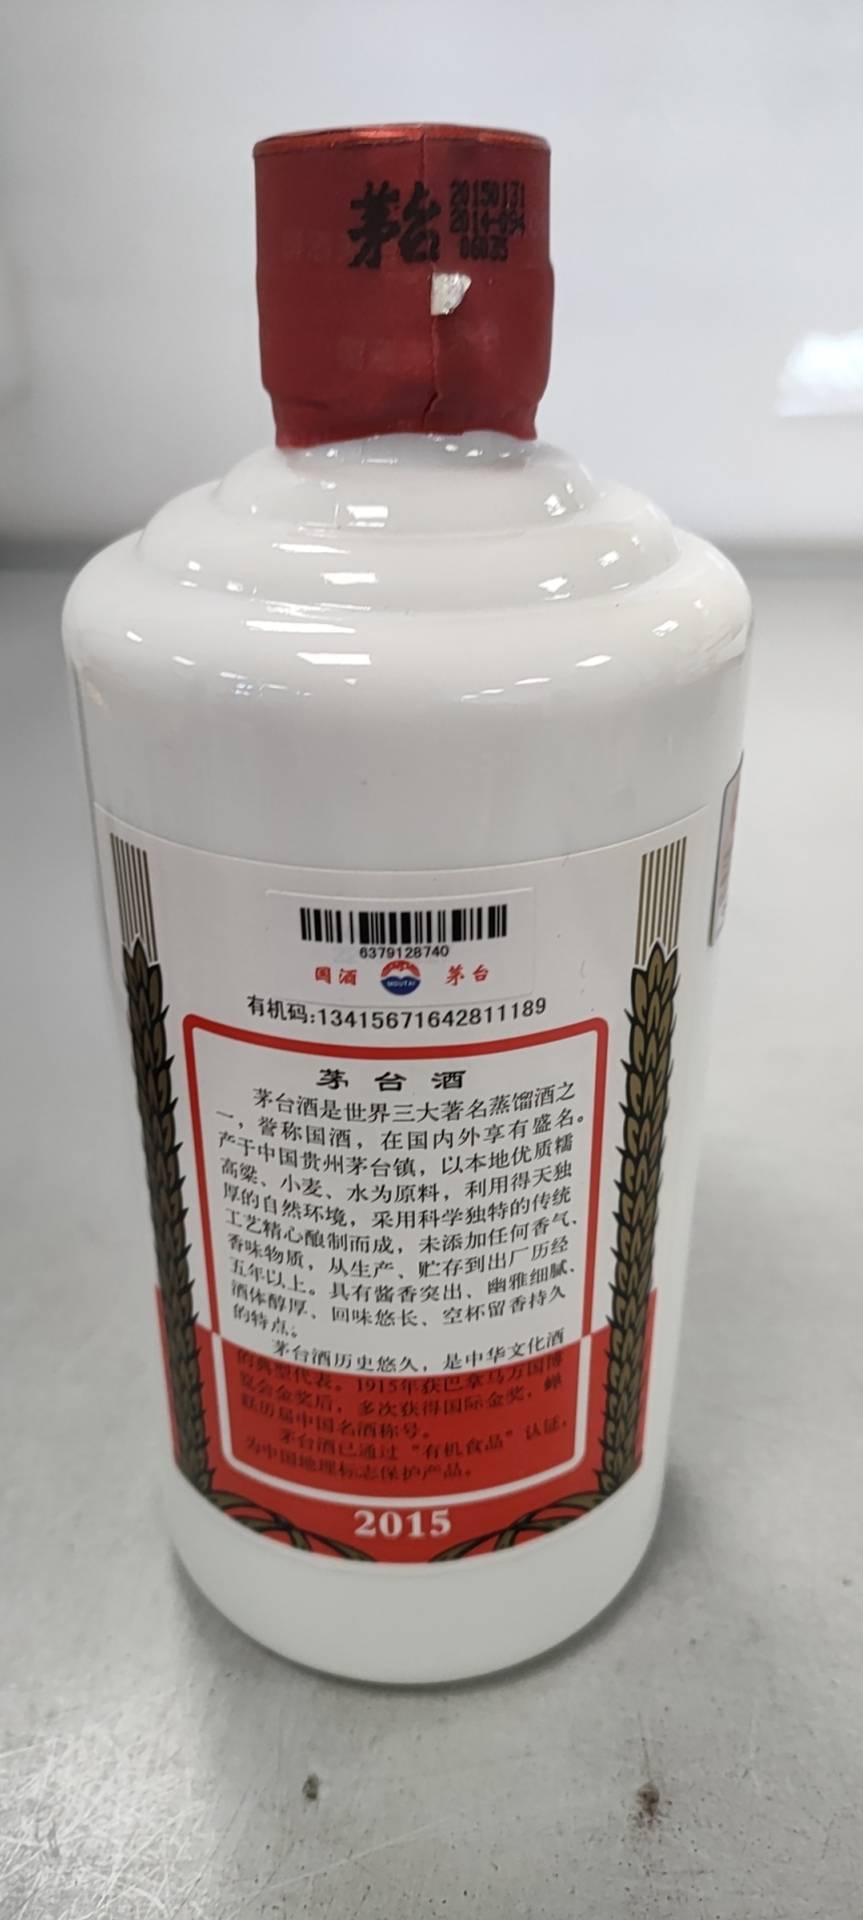 茅台
20150131
2014-094
06035
6379128740
国酒
MOUTAI
茅台
有机码:13415671642811189
茅台酒
茅台酒是世界三大著名蒸馏酒之
一，誉称国酒，在国内外享有盛名。
产于中国贵州茅台镇，以本地优质糯
高粱、小麦、水为原料，利用得天独
厚的自然环境，采用科学独特的传统
工艺精心酿制而成，未添加任何香气、
香味物质，从生产、贮存到出厂历经
五年以上。具有酱香突出、幽雅细腻、
酒体醇厚、回味悠长、空杯留香持久
的特点。
茅台酒历史悠久，是中华文化酒
的典型代表。1915年获巴拿马万国博
览会金奖后，多次获得国际金奖，蝉
联历届中国名酒称号。
茅台酒已通过“有机食品”认证，
为中国地理标志保护产品。
2015